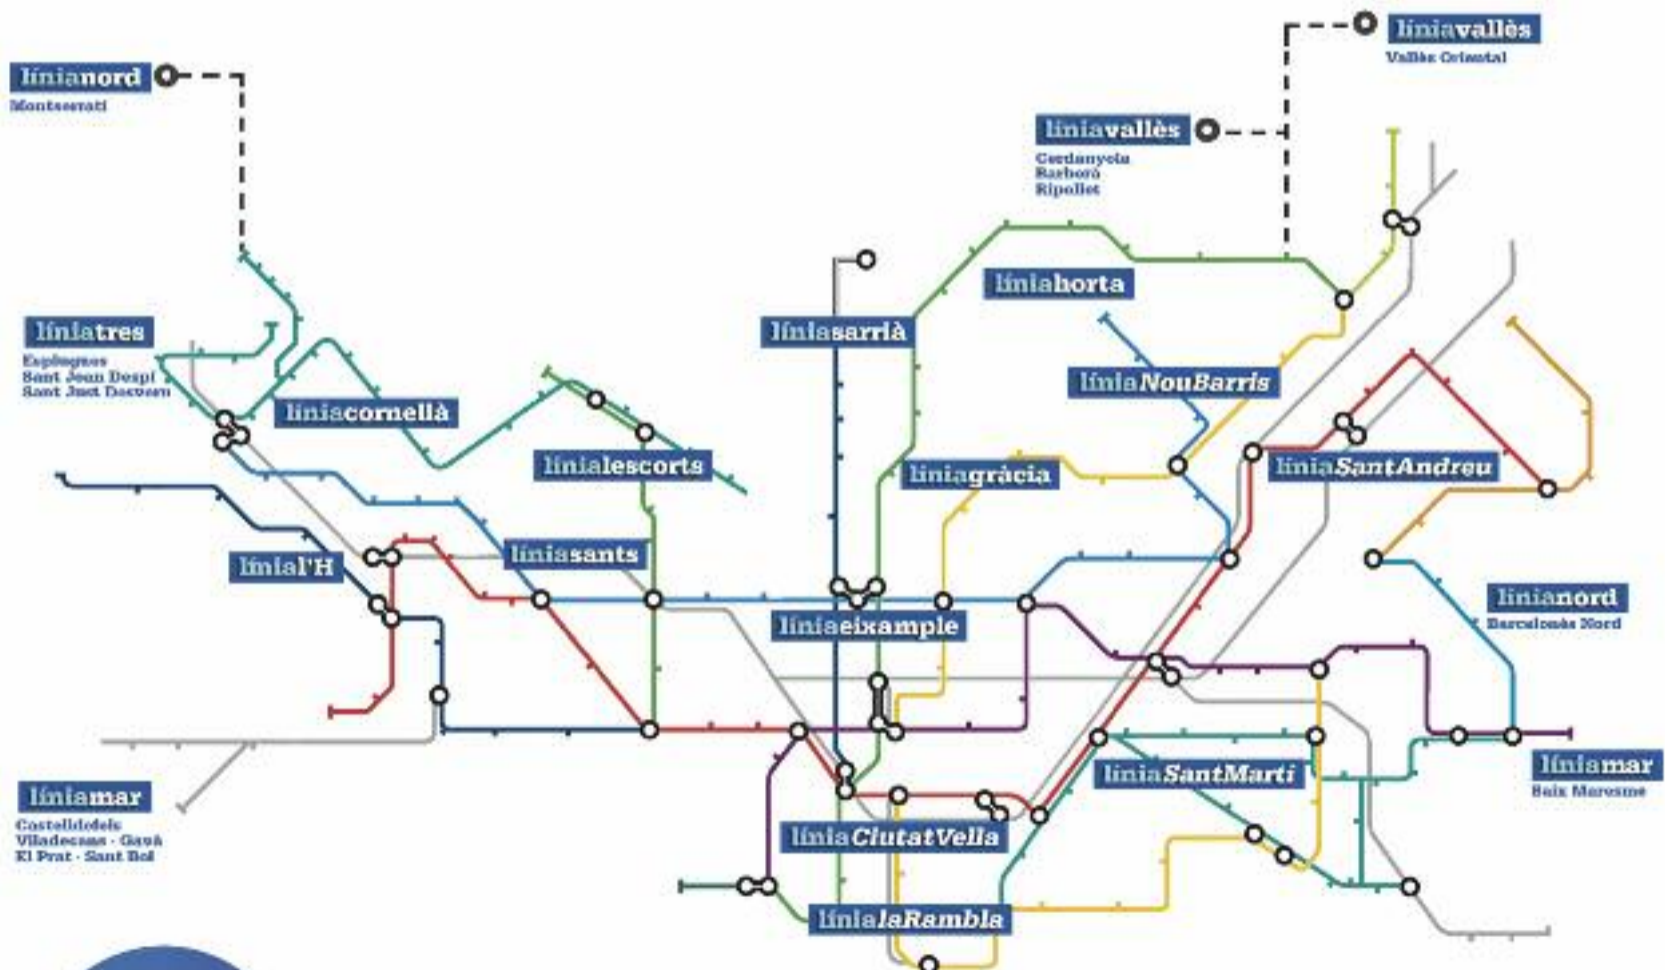 líniavallès
Vallès Oriental
línianord
Montserratí
líniavallès
Cerdanyola
Barberà
Ripollet
líniahorta
líniatres
Esplugues
Sant Joan Despí
Sant Just Desvern
líniasarrià
líniaNouBarris
líniacornellà
línialescorts
líniagràcia
líniaSantAndreu
línial'H
líniasants
línianord
Barcelonès Nord
líniaeixample
líniaSantMartí
líniamar
Baix Maresme
líniamar
Castelldefels
Viladecans - Gavà
El Prat - Sant Boi
líniaCiutatVella
línialaRambla